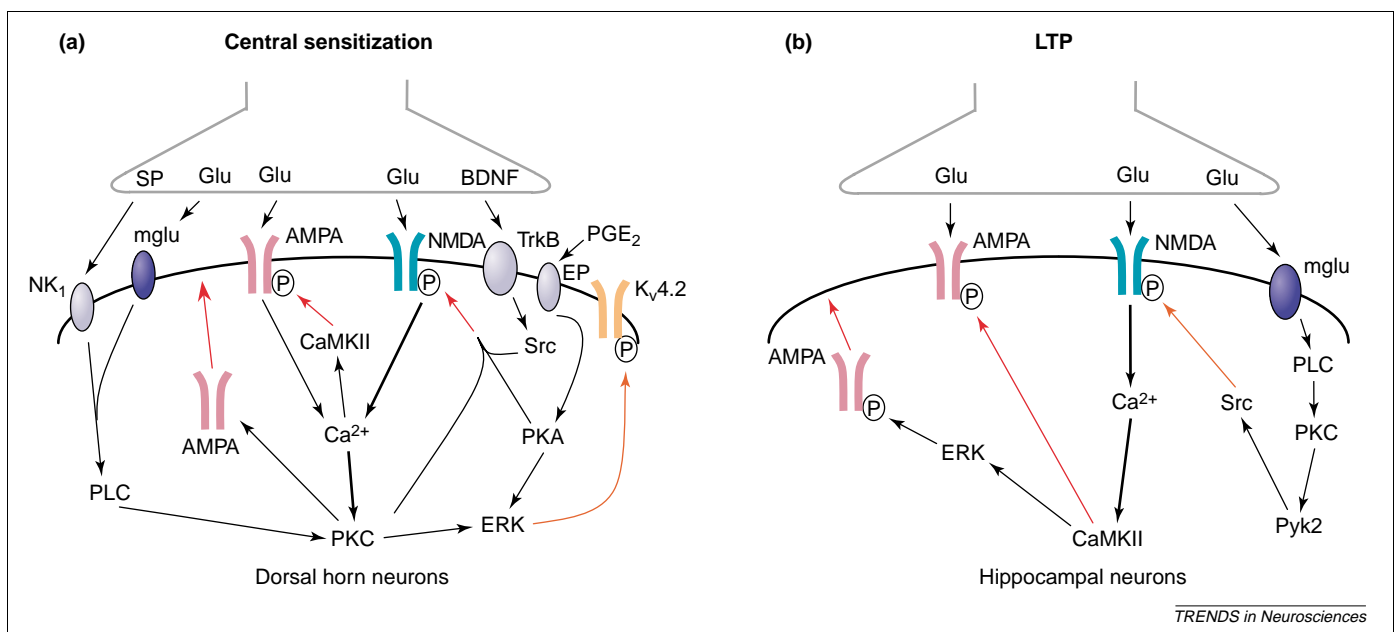 (a) Central sensitization
SP Glu Glu Glu BDNF
mglu AMPA NMDA TrkB PGE2
NK1 EP Kv4.2
P P
CaMKII Src P
AMPA Ca2+ PKA
PLC PKC ERK
Dorsal horn neurons
(b) LTP
Glu Glu Glu
AMPA NMDA mglu
P P
AMPA PLC
P Ca2+ Src PKC
ERK
CaMKII Pyk2
Hippocampal neurons
TRENDS in Neurosciences